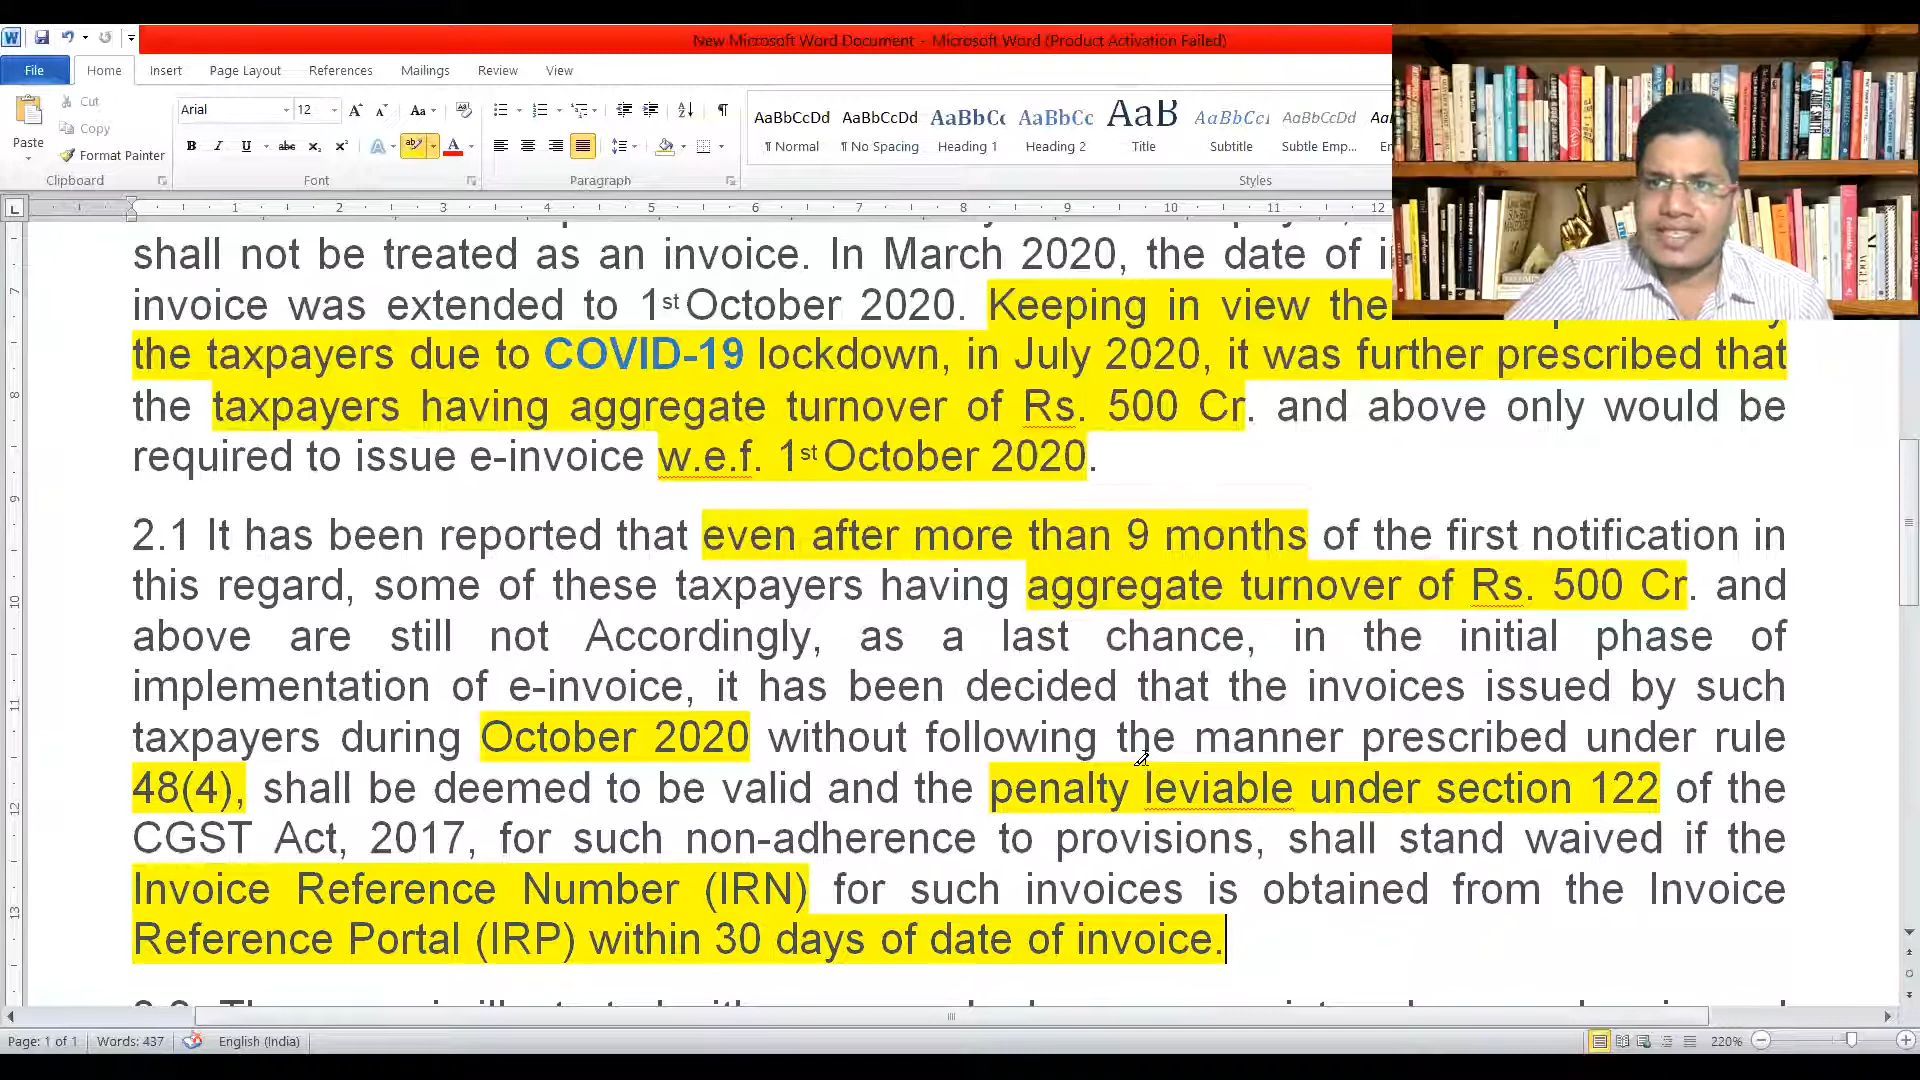 New Microsoft Word Document - Microsoft Word (Product Activation Failed)
File Home Insert Page Layout References Mailings Review View
Paste
Cut
Copy
Format Painter
Clipboard
Arial 12
Font
Paragraph
AaBbCcDd AaBbCcDd AaBbCc AaBbCc AaB AaBbCcI AaBbCcDd
¶ Normal ¶ No Spacing Heading 1 Heading 2 Title Subtitle Subtle Emp...
Styles
1 2 3 4 5 6 7 8 9 10 11 12
shall not be treated as an invoice. In March 2020, the date of
invoice was extended to 1st October 2020. Keeping in view the
the taxpayers due to COVID-19 lockdown, in July 2020, it was further prescribed that
the taxpayers having aggregate turnover of Rs. 500 Cr. and above only would be
required to issue e-invoice w.e.f. 1st October 2020.
2.1 It has been reported that even after more than 9 months of the first notification in
this regard, some of these taxpayers having aggregate turnover of Rs. 500 Cr. and
above are still not Accordingly, as a last chance, in the initial phase of
implementation of e-invoice, it has been decided that the invoices issued by such
taxpayers during October 2020 without following the manner prescribed under rule
48(4), shall be deemed to be valid and the penalty leviable under section 122 of the
CGST Act, 2017, for such non-adherence to provisions, shall stand waived if the
Invoice Reference Number (IRN) for such invoices is obtained from the Invoice
Reference Portal (IRP) within 30 days of date of invoice.
Page: 1 of 1 Words: 437 English (India) 220%